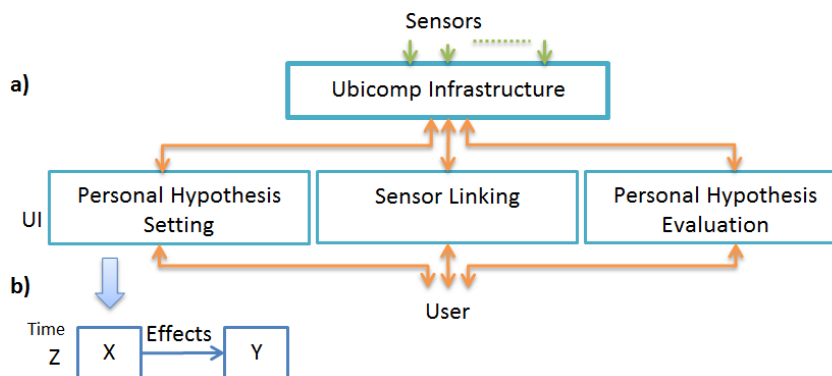 Sensors
a)
Ubicomp Infrastructure
UI
Personal Hypothesis
Setting
Sensor Linking
Personal Hypothesis
Evaluation
b)
User
Time
Z
X
Effects
Y